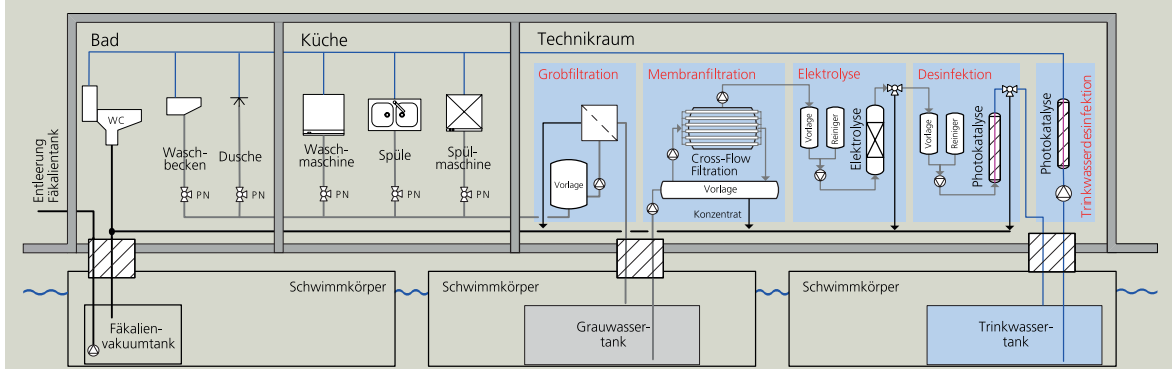 Bad
Küche
Technikraum
Grobfiltration
Membranfiltration
Elektrolyse
Desinfektion
Trinkwasserdesinfektion
WC
Wasch-
becken
Dusche
Wasch-
maschine
Spüle
Spül-
maschine
Vorlage
Cross-Flow
Filtration
Vorlage
Konzentrat
Vorlage
Reiniger
Elektrolyse
Vorlage
Reiniger
Photokatalyse
Photokatalyse
PN
PN
PN
PN
PN
Entleerung
Fäkalientank
Schwimmkörper
Schwimmkörper
Schwimmkörper
Fäkalien-
vakuumtank
Grauwasser-
tank
Trinkwasser-
tank